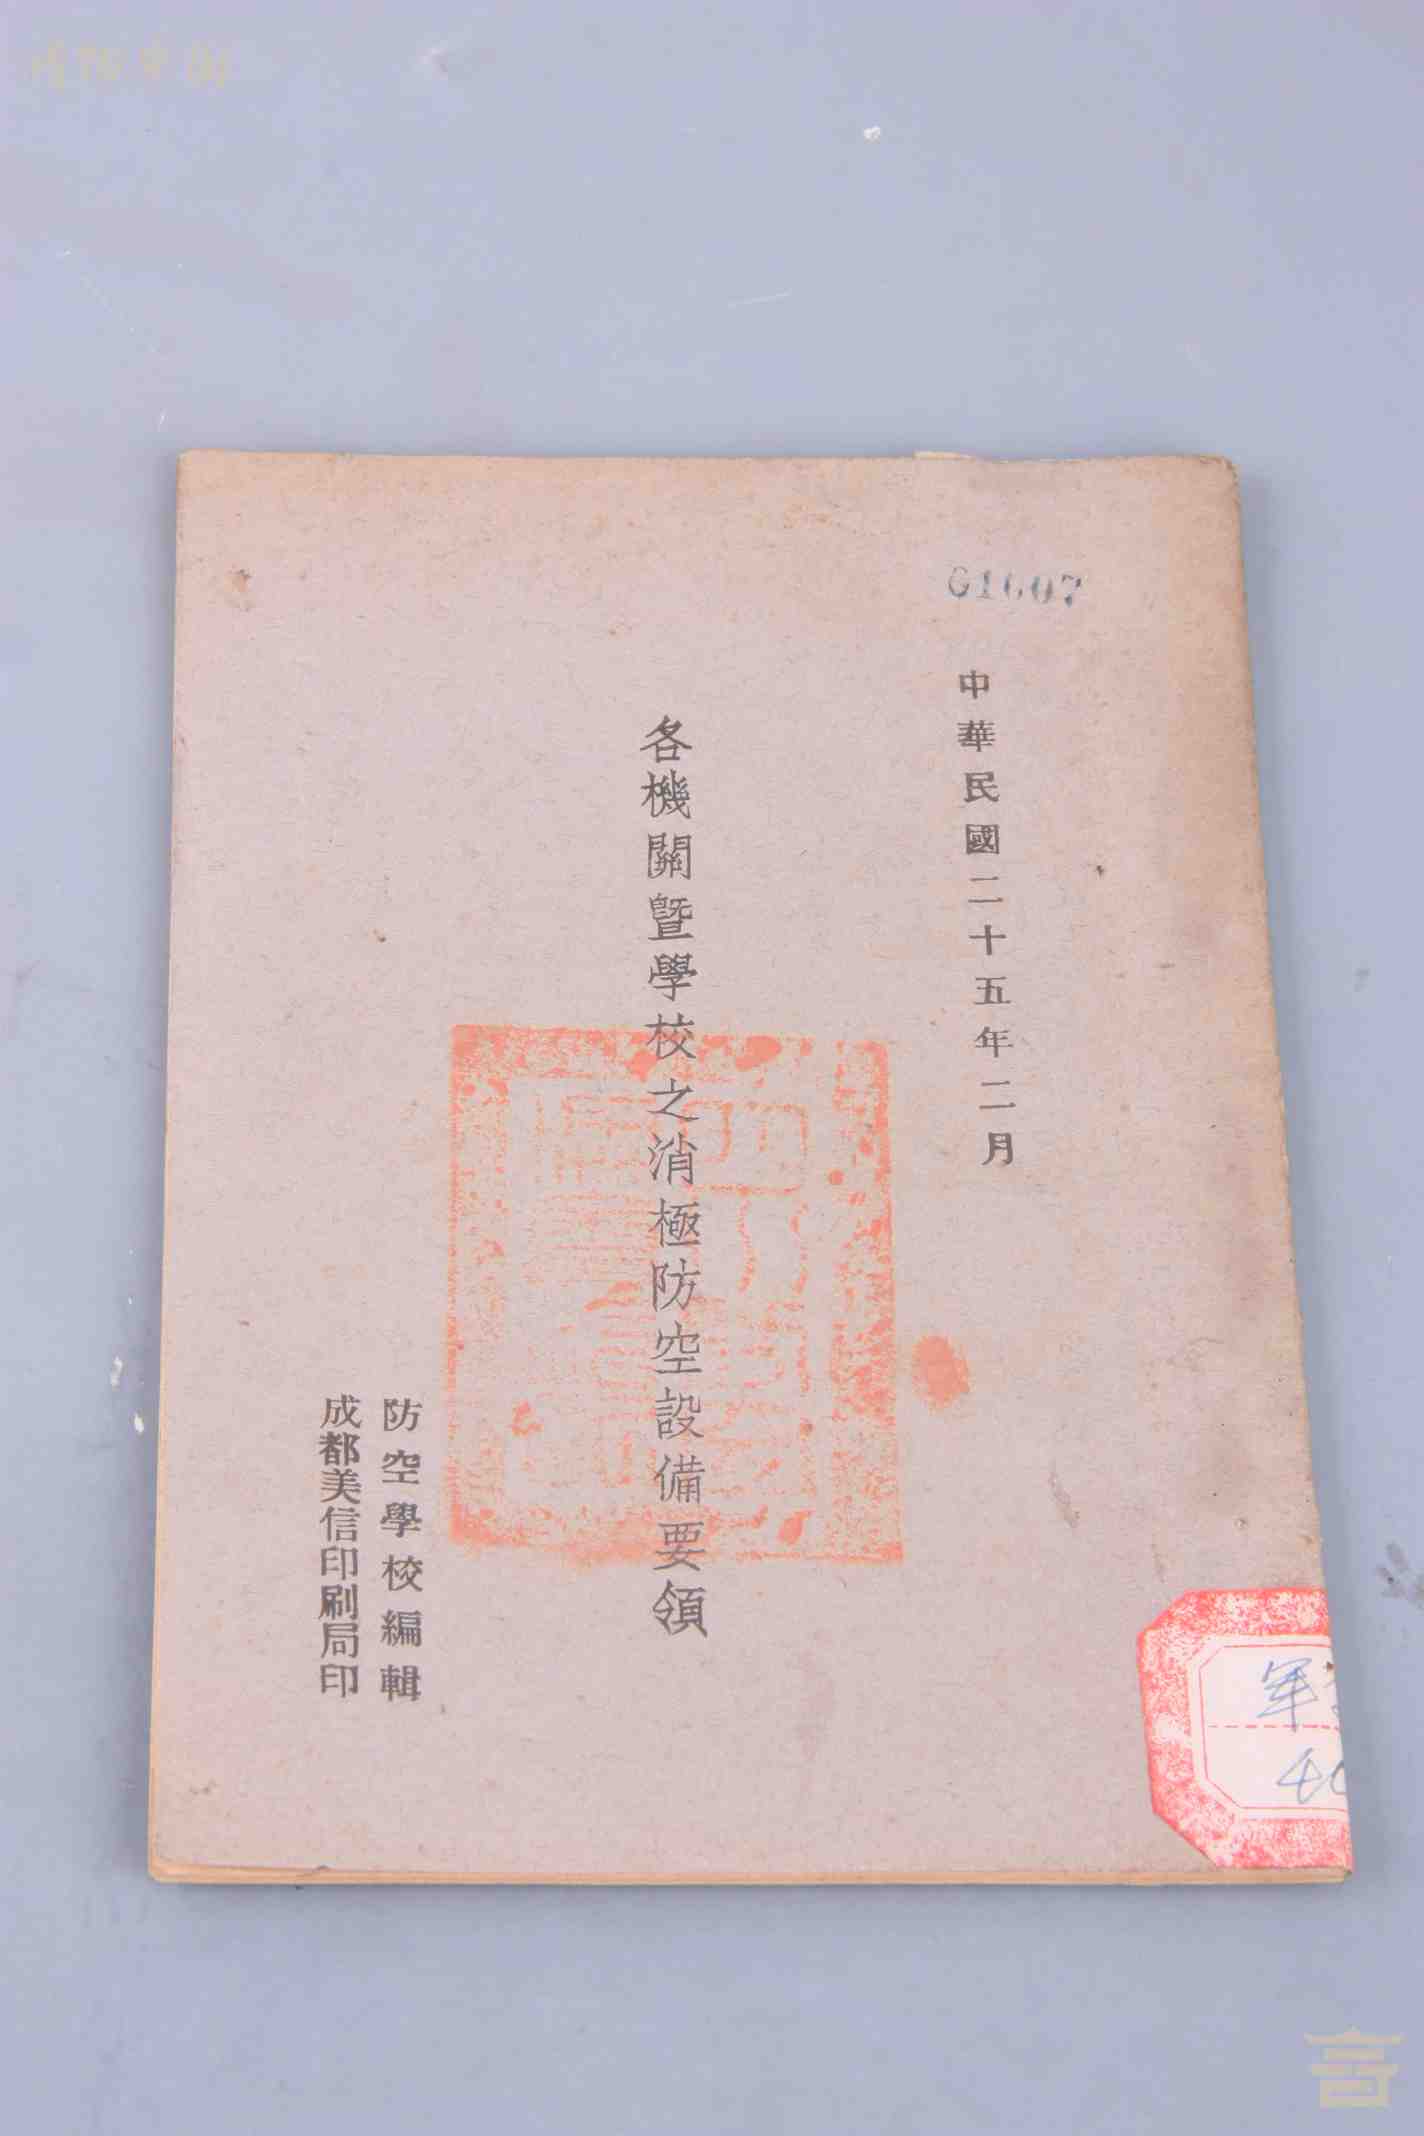 中華民國二十五年二月
各機關暨學校之消極防空設備要領
防空學校編輯
成都美信印刷局印